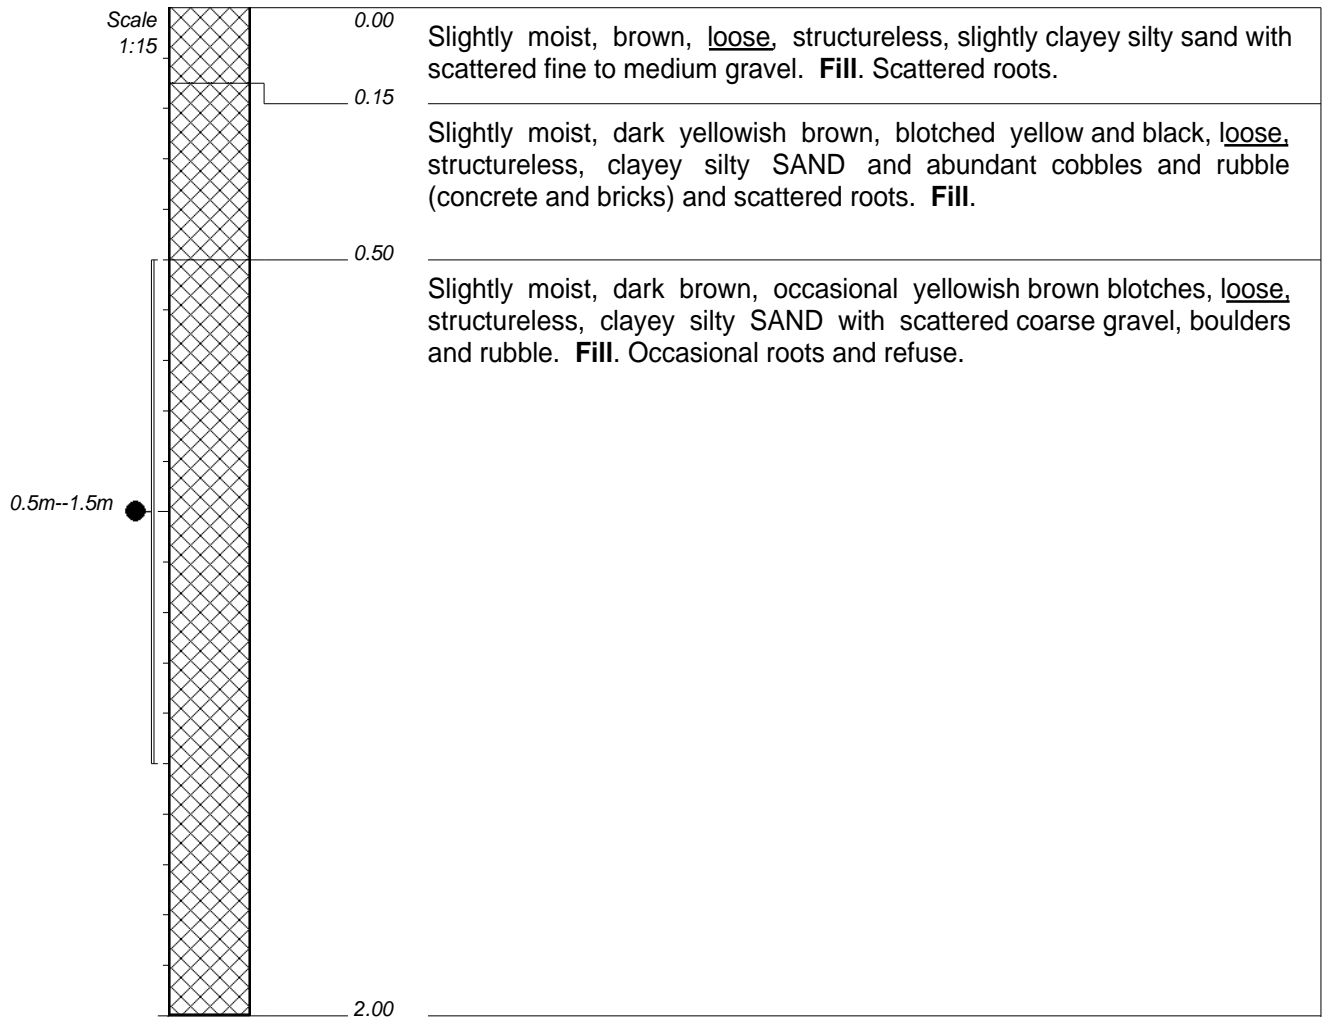 Scale
1:15
0.00
Slightly moist, brown, loose, structureless, slightly clayey silty sand with
scattered fine to medium gravel. Fill. Scattered roots.
0.15
Slightly moist, dark yellowish brown, blotched yellow and black, loose,
structureless, clayey silty SAND and abundant cobbles and rubble
(concrete and bricks) and scattered roots. Fill.
0.50
Slightly moist, dark brown, occasional yellowish brown blotches, loose,
structureless, clayey silty SAND with scattered coarse gravel, boulders
and rubble. Fill. Occasional roots and refuse.
0.5m--1.5m
2.00